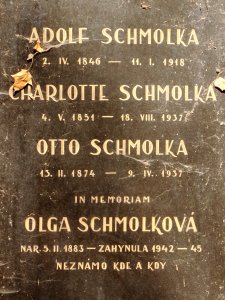 ADOLF SCHMOLKA
2. IV. 1846 — 11. I. 1918
CHARLOTTE SCHMOLKA
4. V. 1851 — 18. VIII. 1937
OTTO SCHMOLKA
13. II. 1874 — 9. IV. 1937
IN MEMORIAM
OLGA SCHMOLKOVÁ
NAR. 5. II. 1883 — ZAHYNULA 1942 — 45
NEZNÁMO KDE A KDY